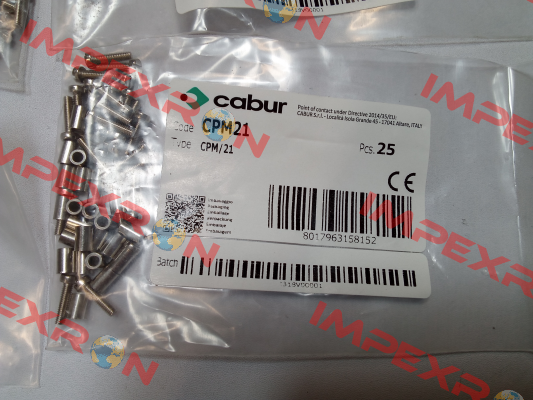 cabur
Point of contact under Directive 2014/35/EU:
CABUR S.r.l. - Località Isola Grande 45 - 17041 Altare, ITALY
Code CPM21
Type CPM/21
Pcs. 25
CE
8017963158152
Batch
IMPEXRON
IMPEXRON
IMPEXRON
IMPEXRON